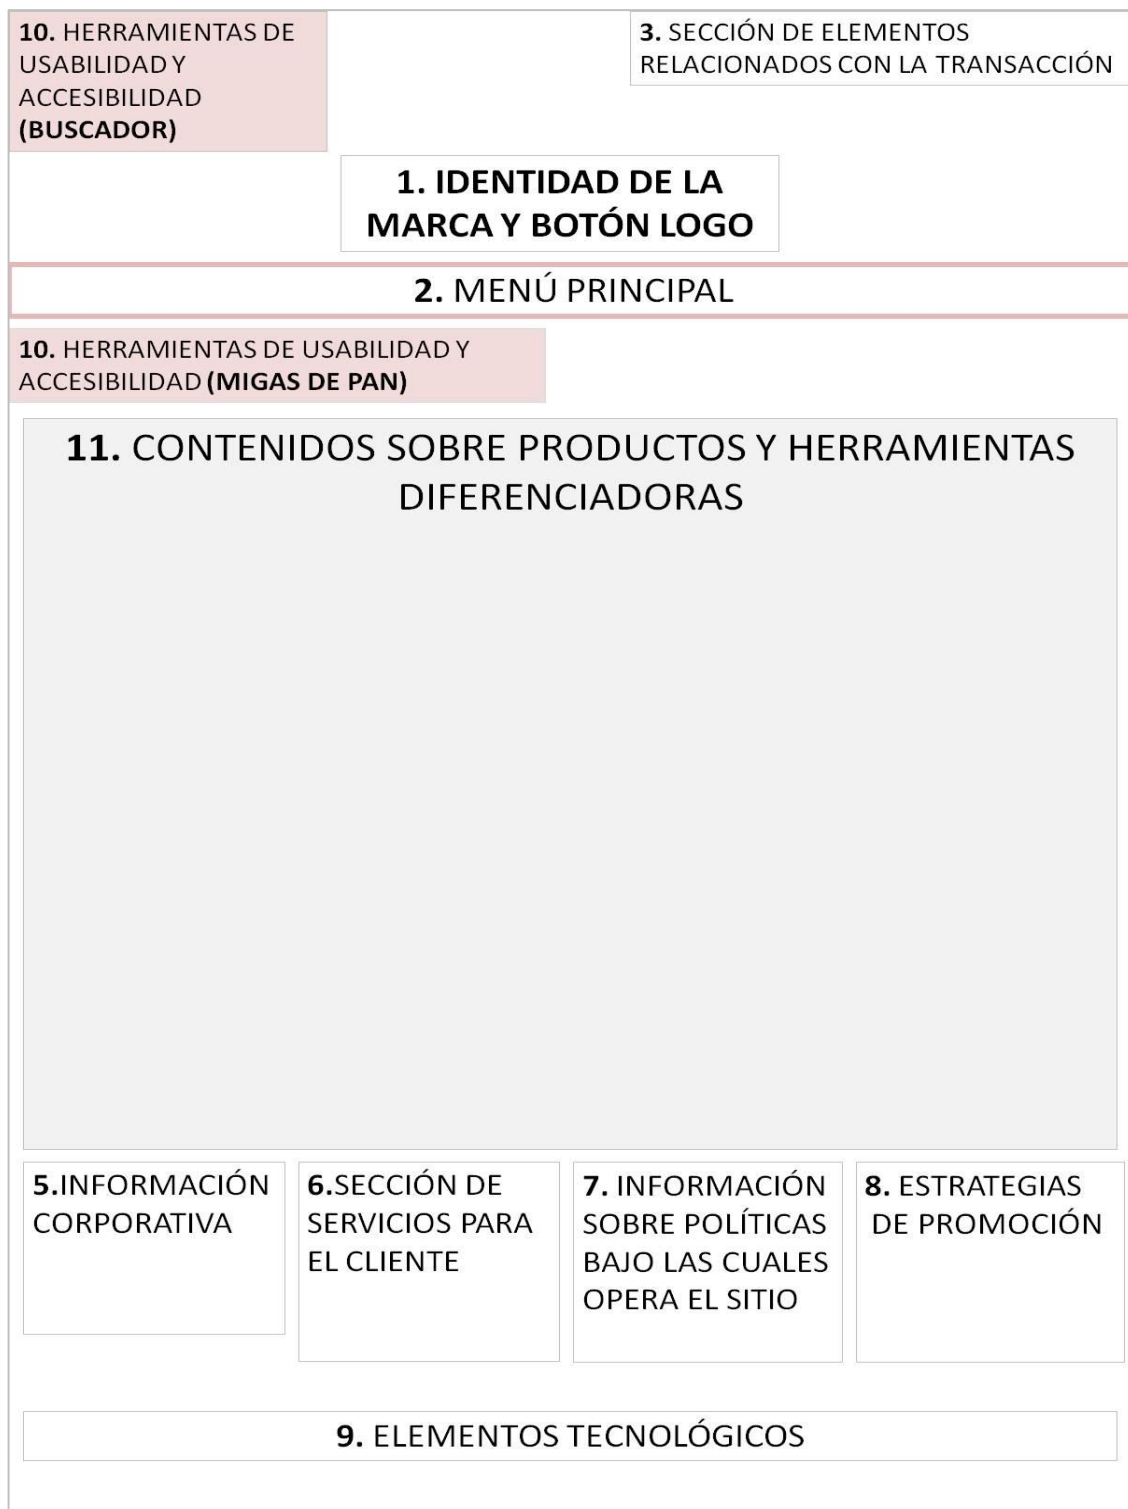 10. HERRAMIENTAS DE
USABILIDAD Y
ACCESIBILIDAD
(BUSCADOR)
3. SECCIÓN DE ELEMENTOS
RELACIONADOS CON LA TRANSACCIÓN
1. IDENTIDAD DE LA
MARCA Y BOTÓN LOGO
2. MENÚ PRINCIPAL
10. HERRAMIENTAS DE USABILIDAD Y
ACCESIBILIDAD (MIGAS DE PAN)
11. CONTENIDOS SOBRE PRODUCTOS Y HERRAMIENTAS
DIFERENCIADORAS
5.INFORMACIÓN
CORPORATIVA
6.SECCIÓN DE
SERVICIOS PARA
EL CLIENTE
7. INFORMACIÓN
SOBRE POLÍTICAS
BAJO LAS CUALES
OPERA EL SITIO
8. ESTRATEGIAS
DE PROMOCIÓN
9. ELEMENTOS TECNOLÓGICOS